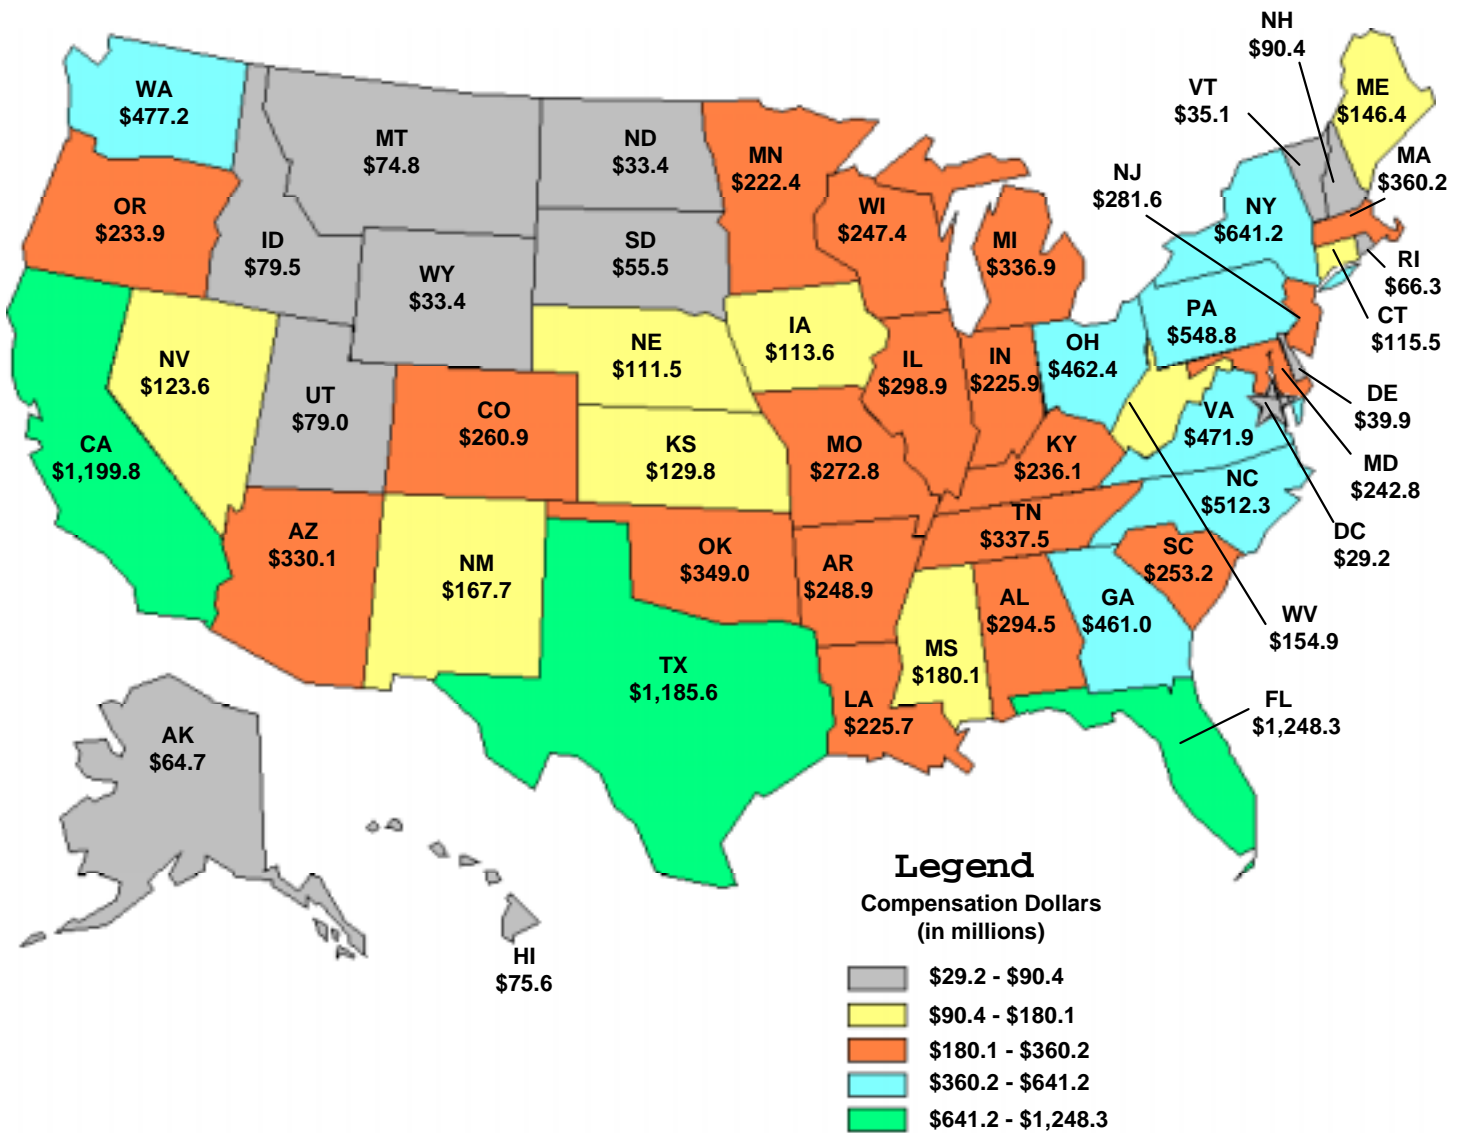 NH
$90.4
VT
$35.1
ME
$146.4
WA
$477.2
MT
$74.8
ND
$33.4
MN
$222.4
NJ
$281.6
MA
$360.2
OR
$233.9
ID
$79.5
WY
$33.4
SD
$55.5
WI
$247.4
MI
$336.9
NY
$641.2
RI
$66.3
CT
$115.5
PA
$548.8
NV
$123.6
UT
$79.0
NE
$111.5
IA
$113.6
IL
$298.9
IN
$225.9
OH
$462.4
DE
$39.9
CA
$1,199.8
CO
$260.9
KS
$129.8
MO
$272.8
KY
$236.1
VA
$471.9
MD
$242.8
NC
$512.3
DC
$29.2
AZ
$330.1
NM
$167.7
OK
$349.0
AR
$248.9
TN
$337.5
SC
$253.2
WV
$154.9
MS
$180.1
AL
$294.5
GA
$461.0
TX
$1,185.6
LA
$225.7
FL
$1,248.3
AK
$64.7
HI
$75.6
Legend
Compensation Dollars
(in millions)
$29.2 - $90.4
$90.4 - $180.1
$180.1 - $360.2
$360.2 - $641.2
$641.2 - $1,248.3